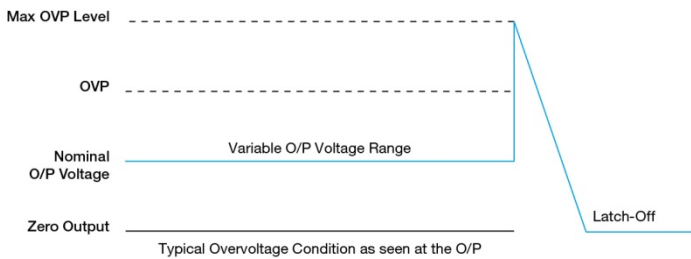 Max OVP Level
OVP
Variable O/P Voltage Range
Nominal
O/P Voltage
Zero Output
Latch-Off
Typical Overvoltage Condition as seen at the O/P